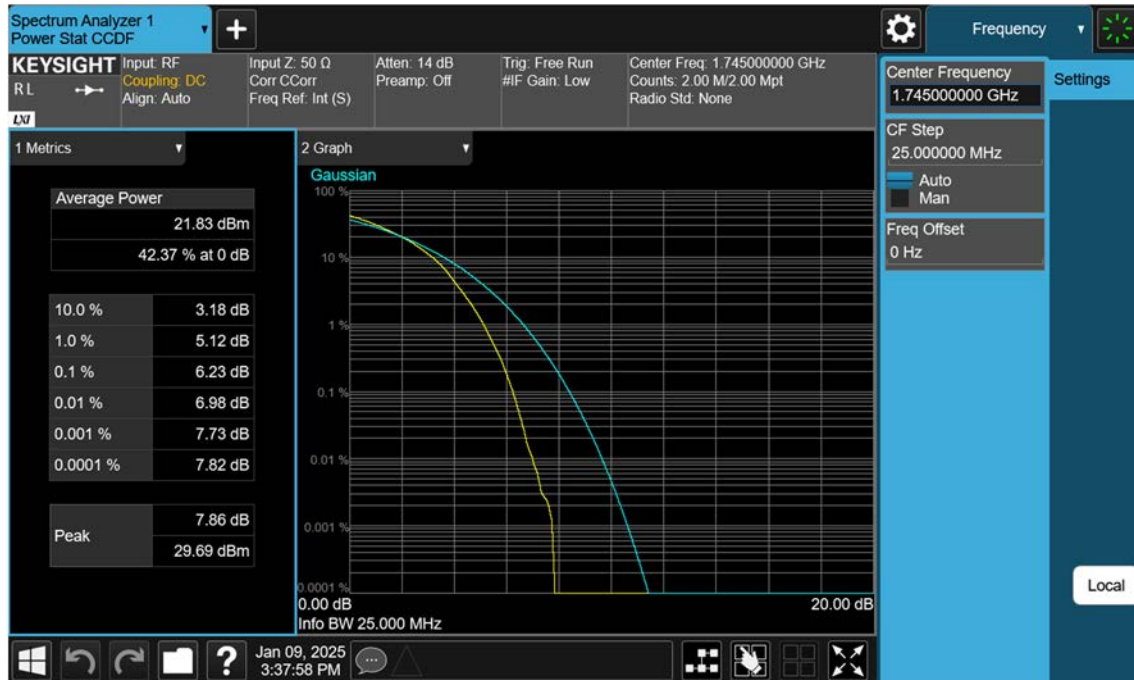 Spectrum Analyzer 1
Power Stat CCDF
Frequency
KEYSIGHT
R L
LXI
Input: RF
Coupling: DC
Align: Auto
Input Z: 50 Ω
Corr CCorr
Freq Ref: Int (S)
Atten: 14 dB
Preamp: Off
Trig: Free Run
#IF Gain: Low
Center Freq: 1.745000000 GHz
Counts: 2.00 M/2.00 Mpt
Radio Std: None
Center Frequency
1.745000000 GHz
Settings
CF Step
25.000000 MHz
Auto
Man
Freq Offset
0 Hz
Local
1 Metrics
Average Power
21.83 dBm
42.37 % at 0 dB
10.0 % 3.18 dB
1.0 % 5.12 dB
0.1 % 6.23 dB
0.01 % 6.98 dB
0.001 % 7.73 dB
0.0001 % 7.82 dB
Peak 7.86 dB
29.69 dBm
2 Graph
Gaussian
100 %
10 %
1 %
0.1 %
0.01 %
0.001 %
0.0001 %
0.00 dB 20.00 dB
Info BW 25.000 MHz
?
Jan 09, 2025
3:37:58 PM